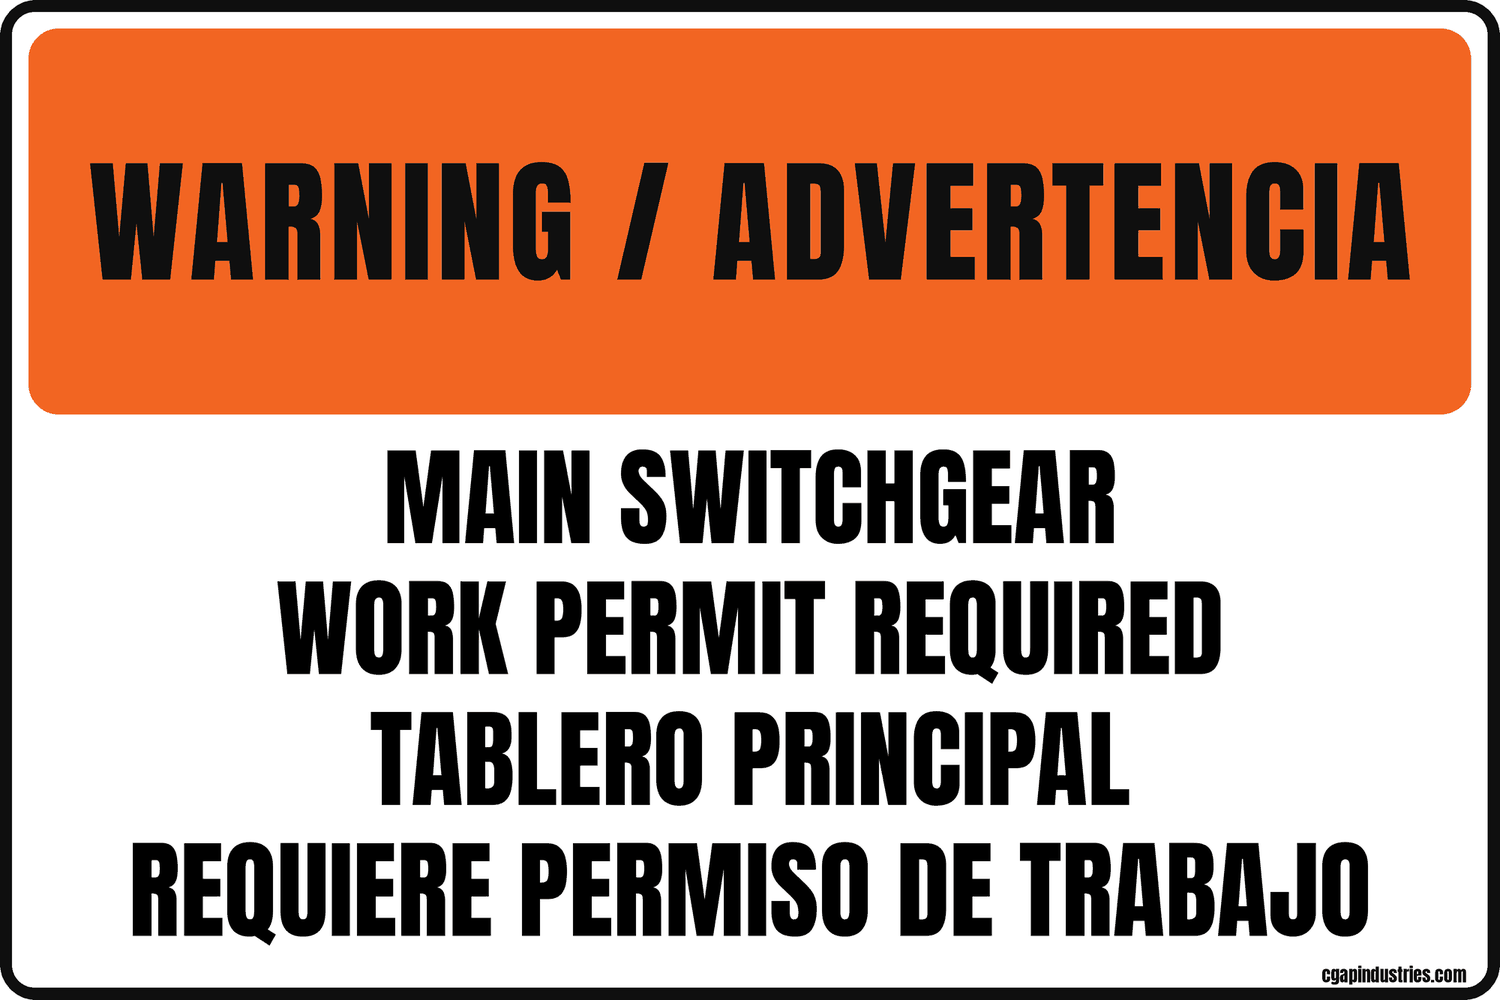 WARNING / ADVERTENCIA
MAIN SWITCHGEAR
WORK PERMIT REQUIRED
TABLERO PRINCIPAL
REQUIERE PERMISO DE TRABAJO
cgapindustries.com